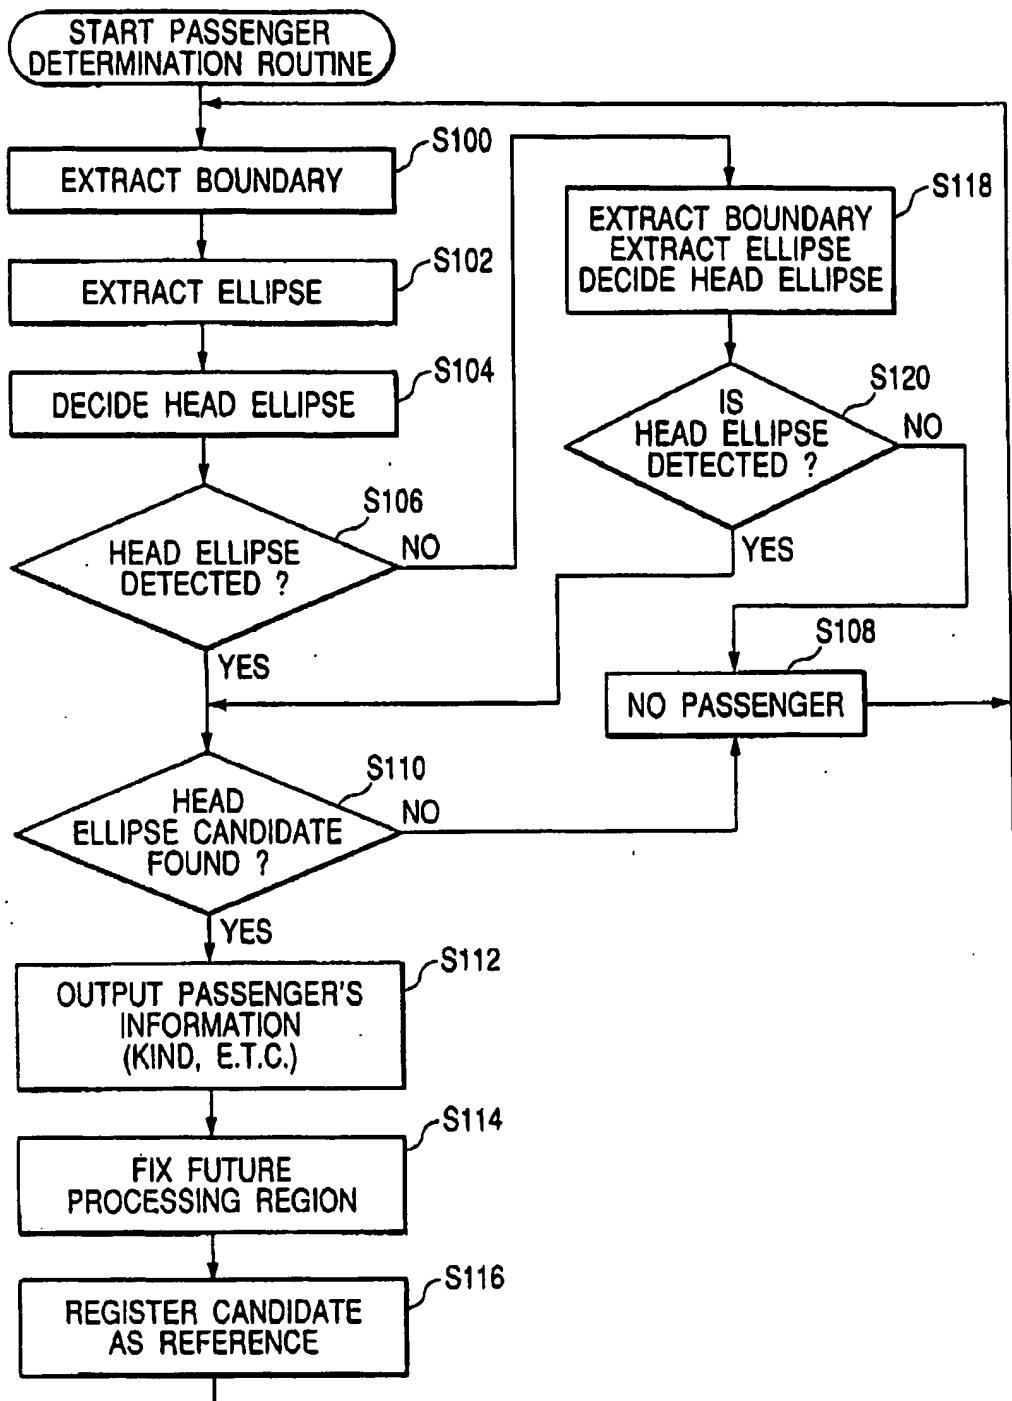 START PASSENGER
DETERMINATION ROUTINE
S100
EXTRACT BOUNDARY
S102
EXTRACT ELLIPSE
S104
DECIDE HEAD ELLIPSE
S106
HEAD ELLIPSE
DETECTED ?
NO
YES
S118
EXTRACT BOUNDARY
EXTRACT ELLIPSE
DECIDE HEAD ELLIPSE
S120
IS
HEAD ELLIPSE
DETECTED ?
NO
YES
S108
NO PASSENGER
S110
HEAD
ELLIPSE CANDIDATE
FOUND ?
NO
YES
S112
OUTPUT PASSENGER'S
INFORMATION
(KIND, E.T.C.)
S114
FIX FUTURE
PROCESSING REGION
S116
REGISTER CANDIDATE
AS REFERENCE